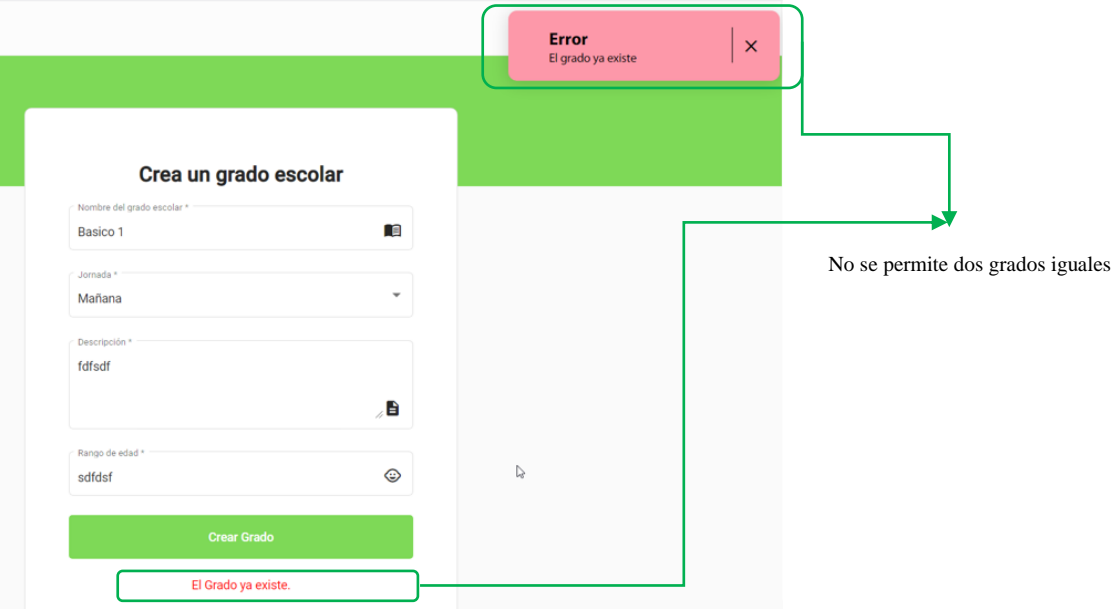 Error
El grado ya existe
Crea un grado escolar
Nombre del grado escolar *
Basico 1
Jornada *
Mañana
Descripción *
fdfsdf
Rango de edad *
sdfdsf
Crear Grado
El Grado ya existe.
No se permite dos grados iguales